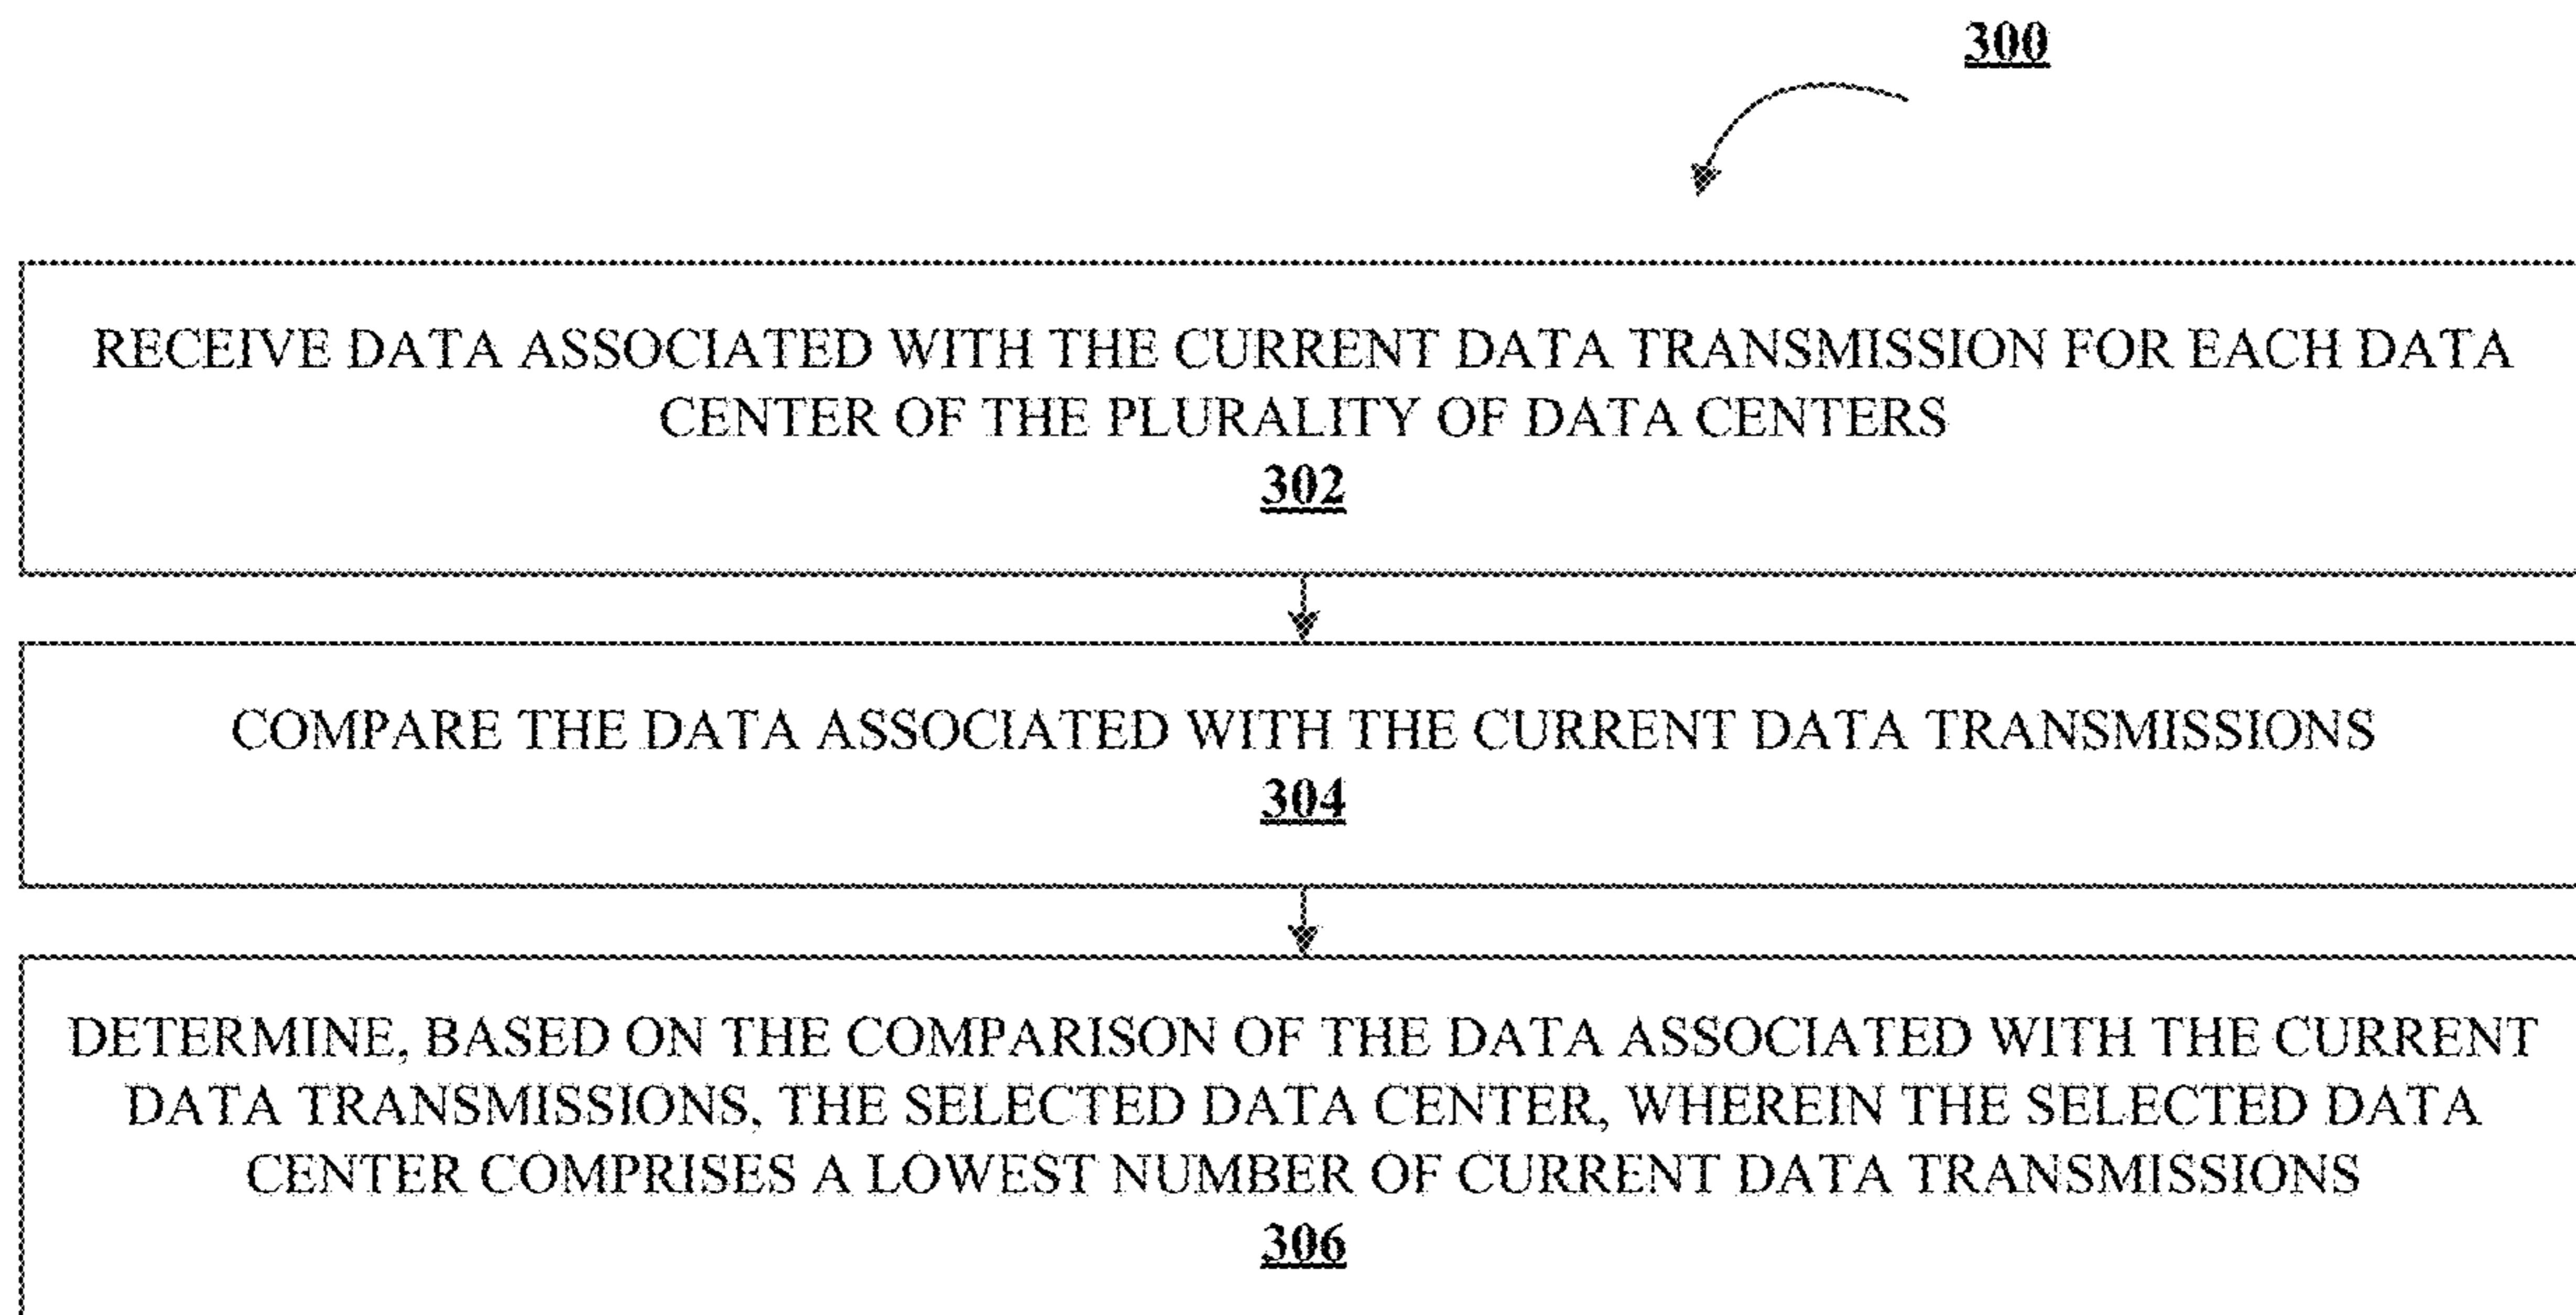 300
RECEIVE DATA ASSOCIATED WITH THE CURRENT DATA TRANSMISSION FOR EACH DATA
CENTER OF THE PLURALITY OF DATA CENTERS
302
COMPARE THE DATA ASSOCIATED WITH THE CURRENT DATA TRANSMISSIONS
304
DETERMINE, BASED ON THE COMPARISON OF THE DATA ASSOCIATED WITH THE CURRENT
DATA TRANSMISSIONS, THE SELECTED DATA CENTER, WHEREIN THE SELECTED DATA
CENTER COMPRISES A LOWEST NUMBER OF CURRENT DATA TRANSMISSIONS
306